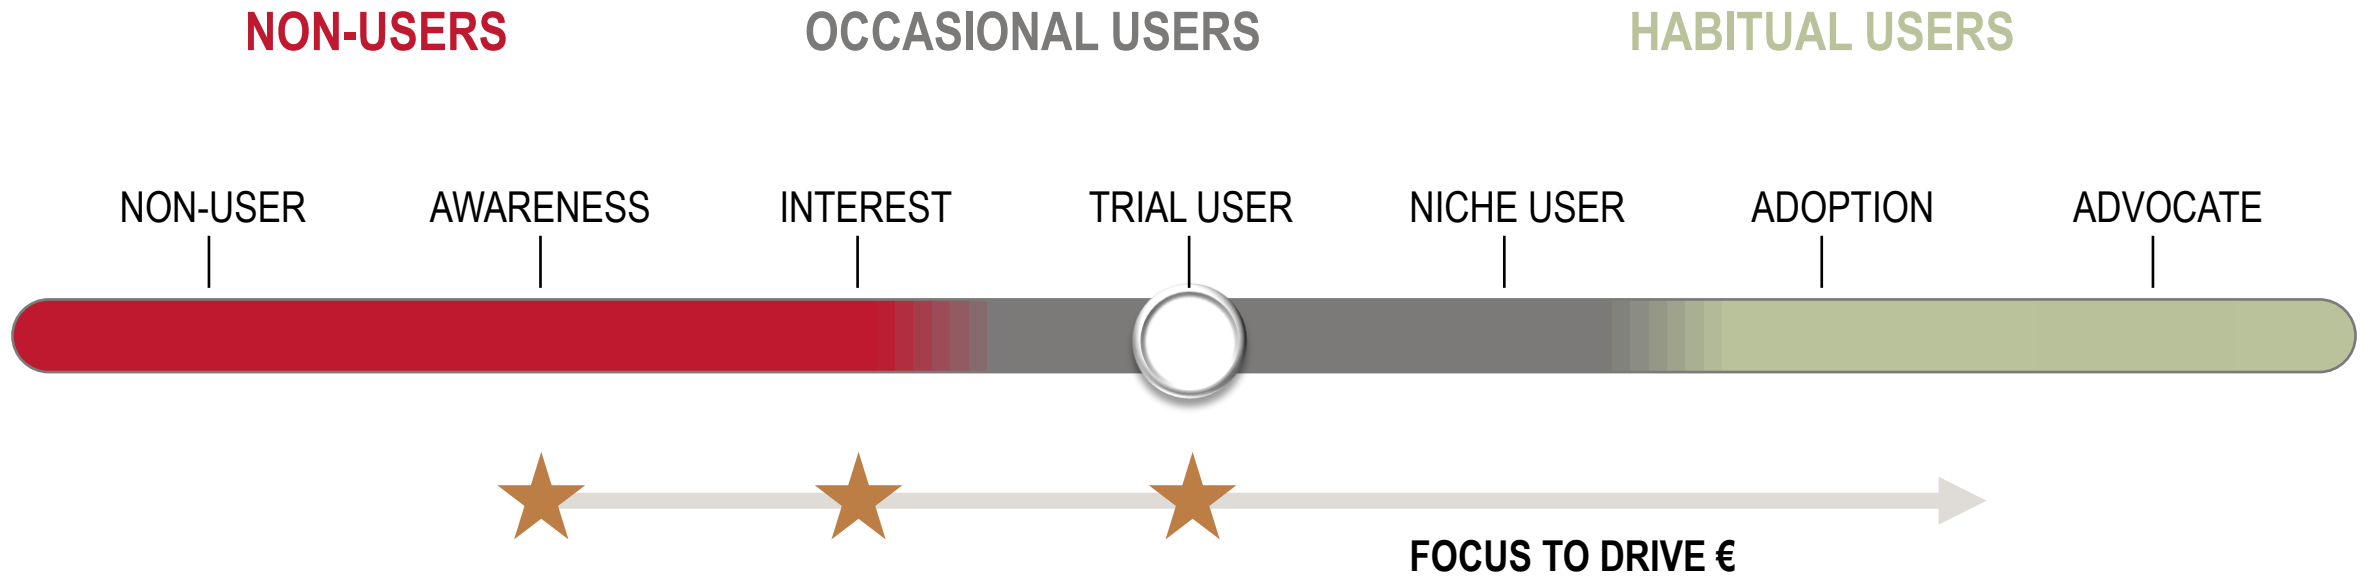 NON-USERS OCCASIONAL USERS HABITUAL USERS
NON-USER AWARENESS INTEREST TRIAL USER NICHE USER ADOPTION ADVOCATE
FOCUS TO DRIVE €